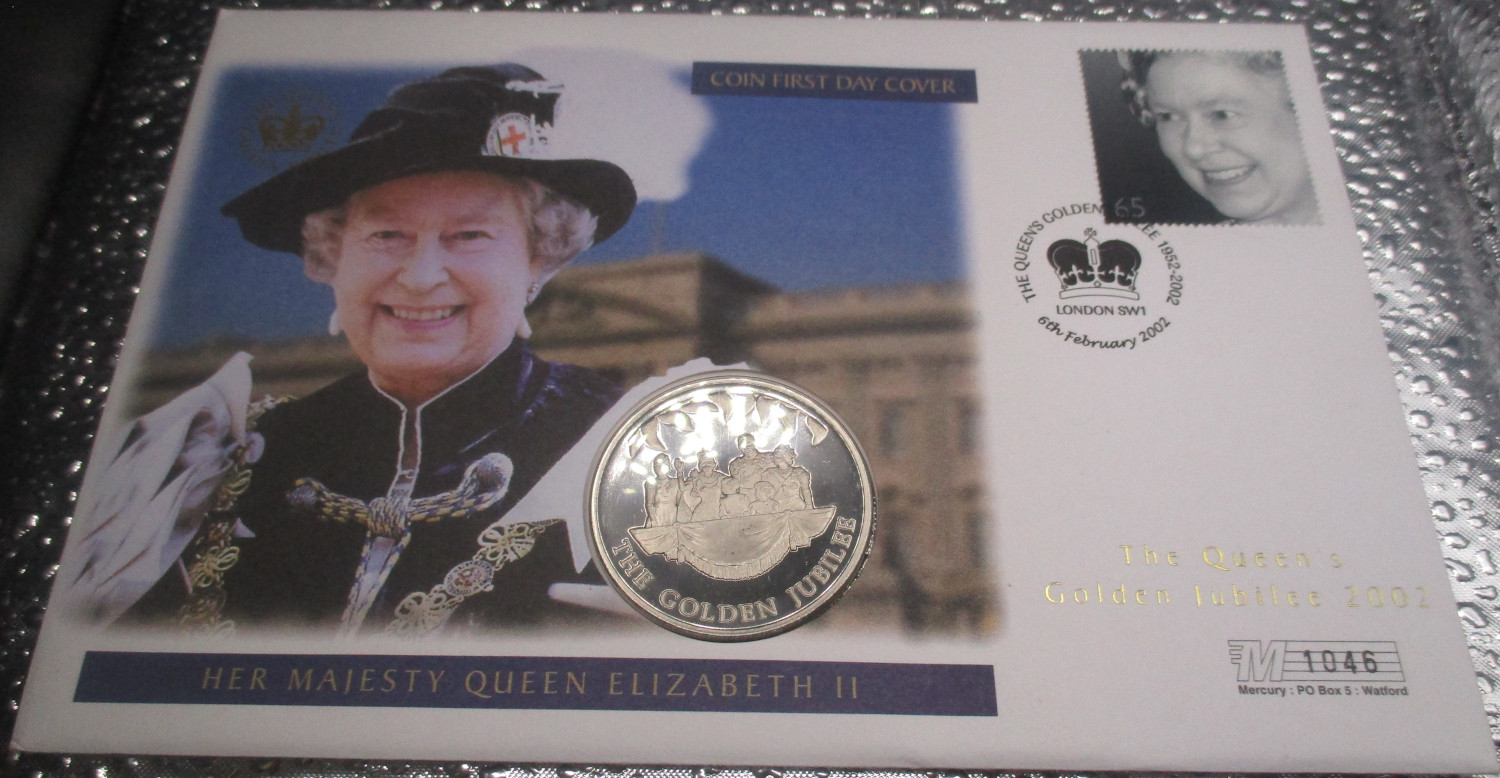 COIN FIRST DAY COVER
65
THE QUEEN'S GOLDEN EE 1952-2002
LONDON SW1
6th February 2002
THE GOLDEN JUBILEE
The Queen's
Golden Jubilee 2002
HER MAJESTY QUEEN ELIZABETH II
M 1046
Mercury : PO Box 5 : Watford